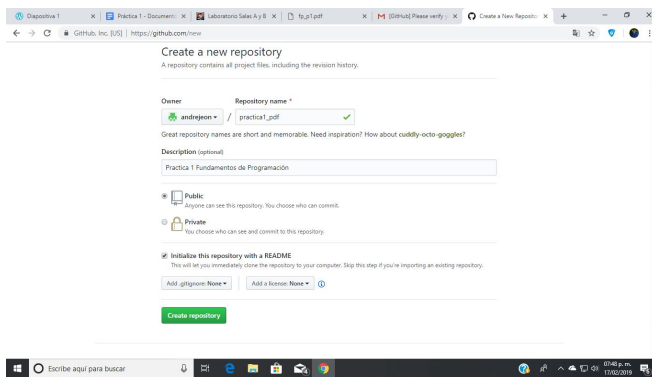 Diapositiva 1
Práctica 1 - Document
Laboratorio Salas A y B
fp_p1.pdf
[GitHub] Please verify y
Create a New Reposito
GitHub, Inc. [US] | https://github.com/new
Create a new repository
A repository contains all project files, including the revision history.
Owner Repository name *
andrejeon / practica1_pdf
Great repository names are short and memorable. Need inspiration? How about cuddly-octo-goggles?
Description (optional)
Practica 1 Fundamentos de Programación
Public
Anyone can see this repository. You choose who can commit.
Private
You choose who can see and commit to this repository.
Initialize this repository with a README
This will let you immediately clone the repository to your computer. Skip this step if you're importing an existing repository.
Add .gitignore: None Add a license: None
Create repository
Escribe aquí para buscar
07:48 p. m.
17/02/2019